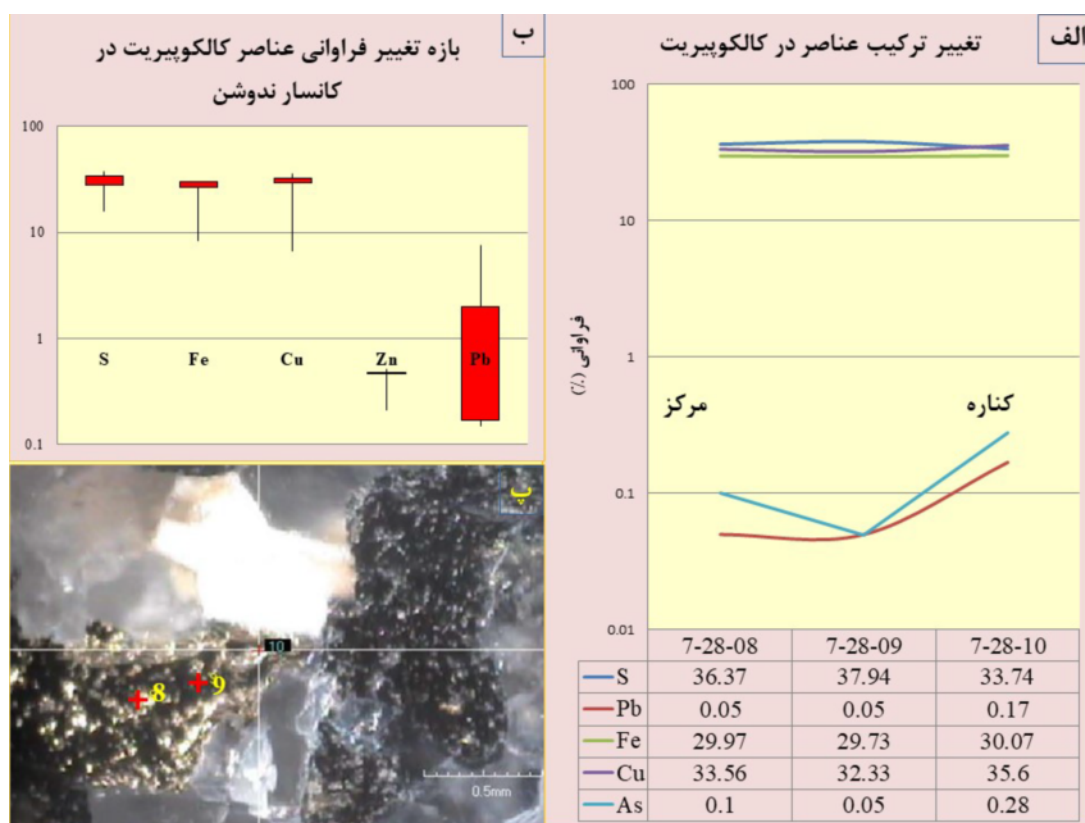 الف
تغییر ترکیب عناصر در کالکوپیریت
100
10
1
0.1
0.01
فراوانی (%)
مرکز
کناره
7-28-08 7-28-09 7-28-10
S 36.37 37.94 33.74
Pb 0.05 0.05 0.17
Fe 29.97 29.73 30.07
Cu 33.56 32.33 35.6
As 0.1 0.05 0.28
ب
بازه تغییر فراوانی عناصر کالکوپیریت در
کانسار ندوشن
100
10
1
0.1
S Fe Cu Zn Pb
پ
10
8 9
0.5mm